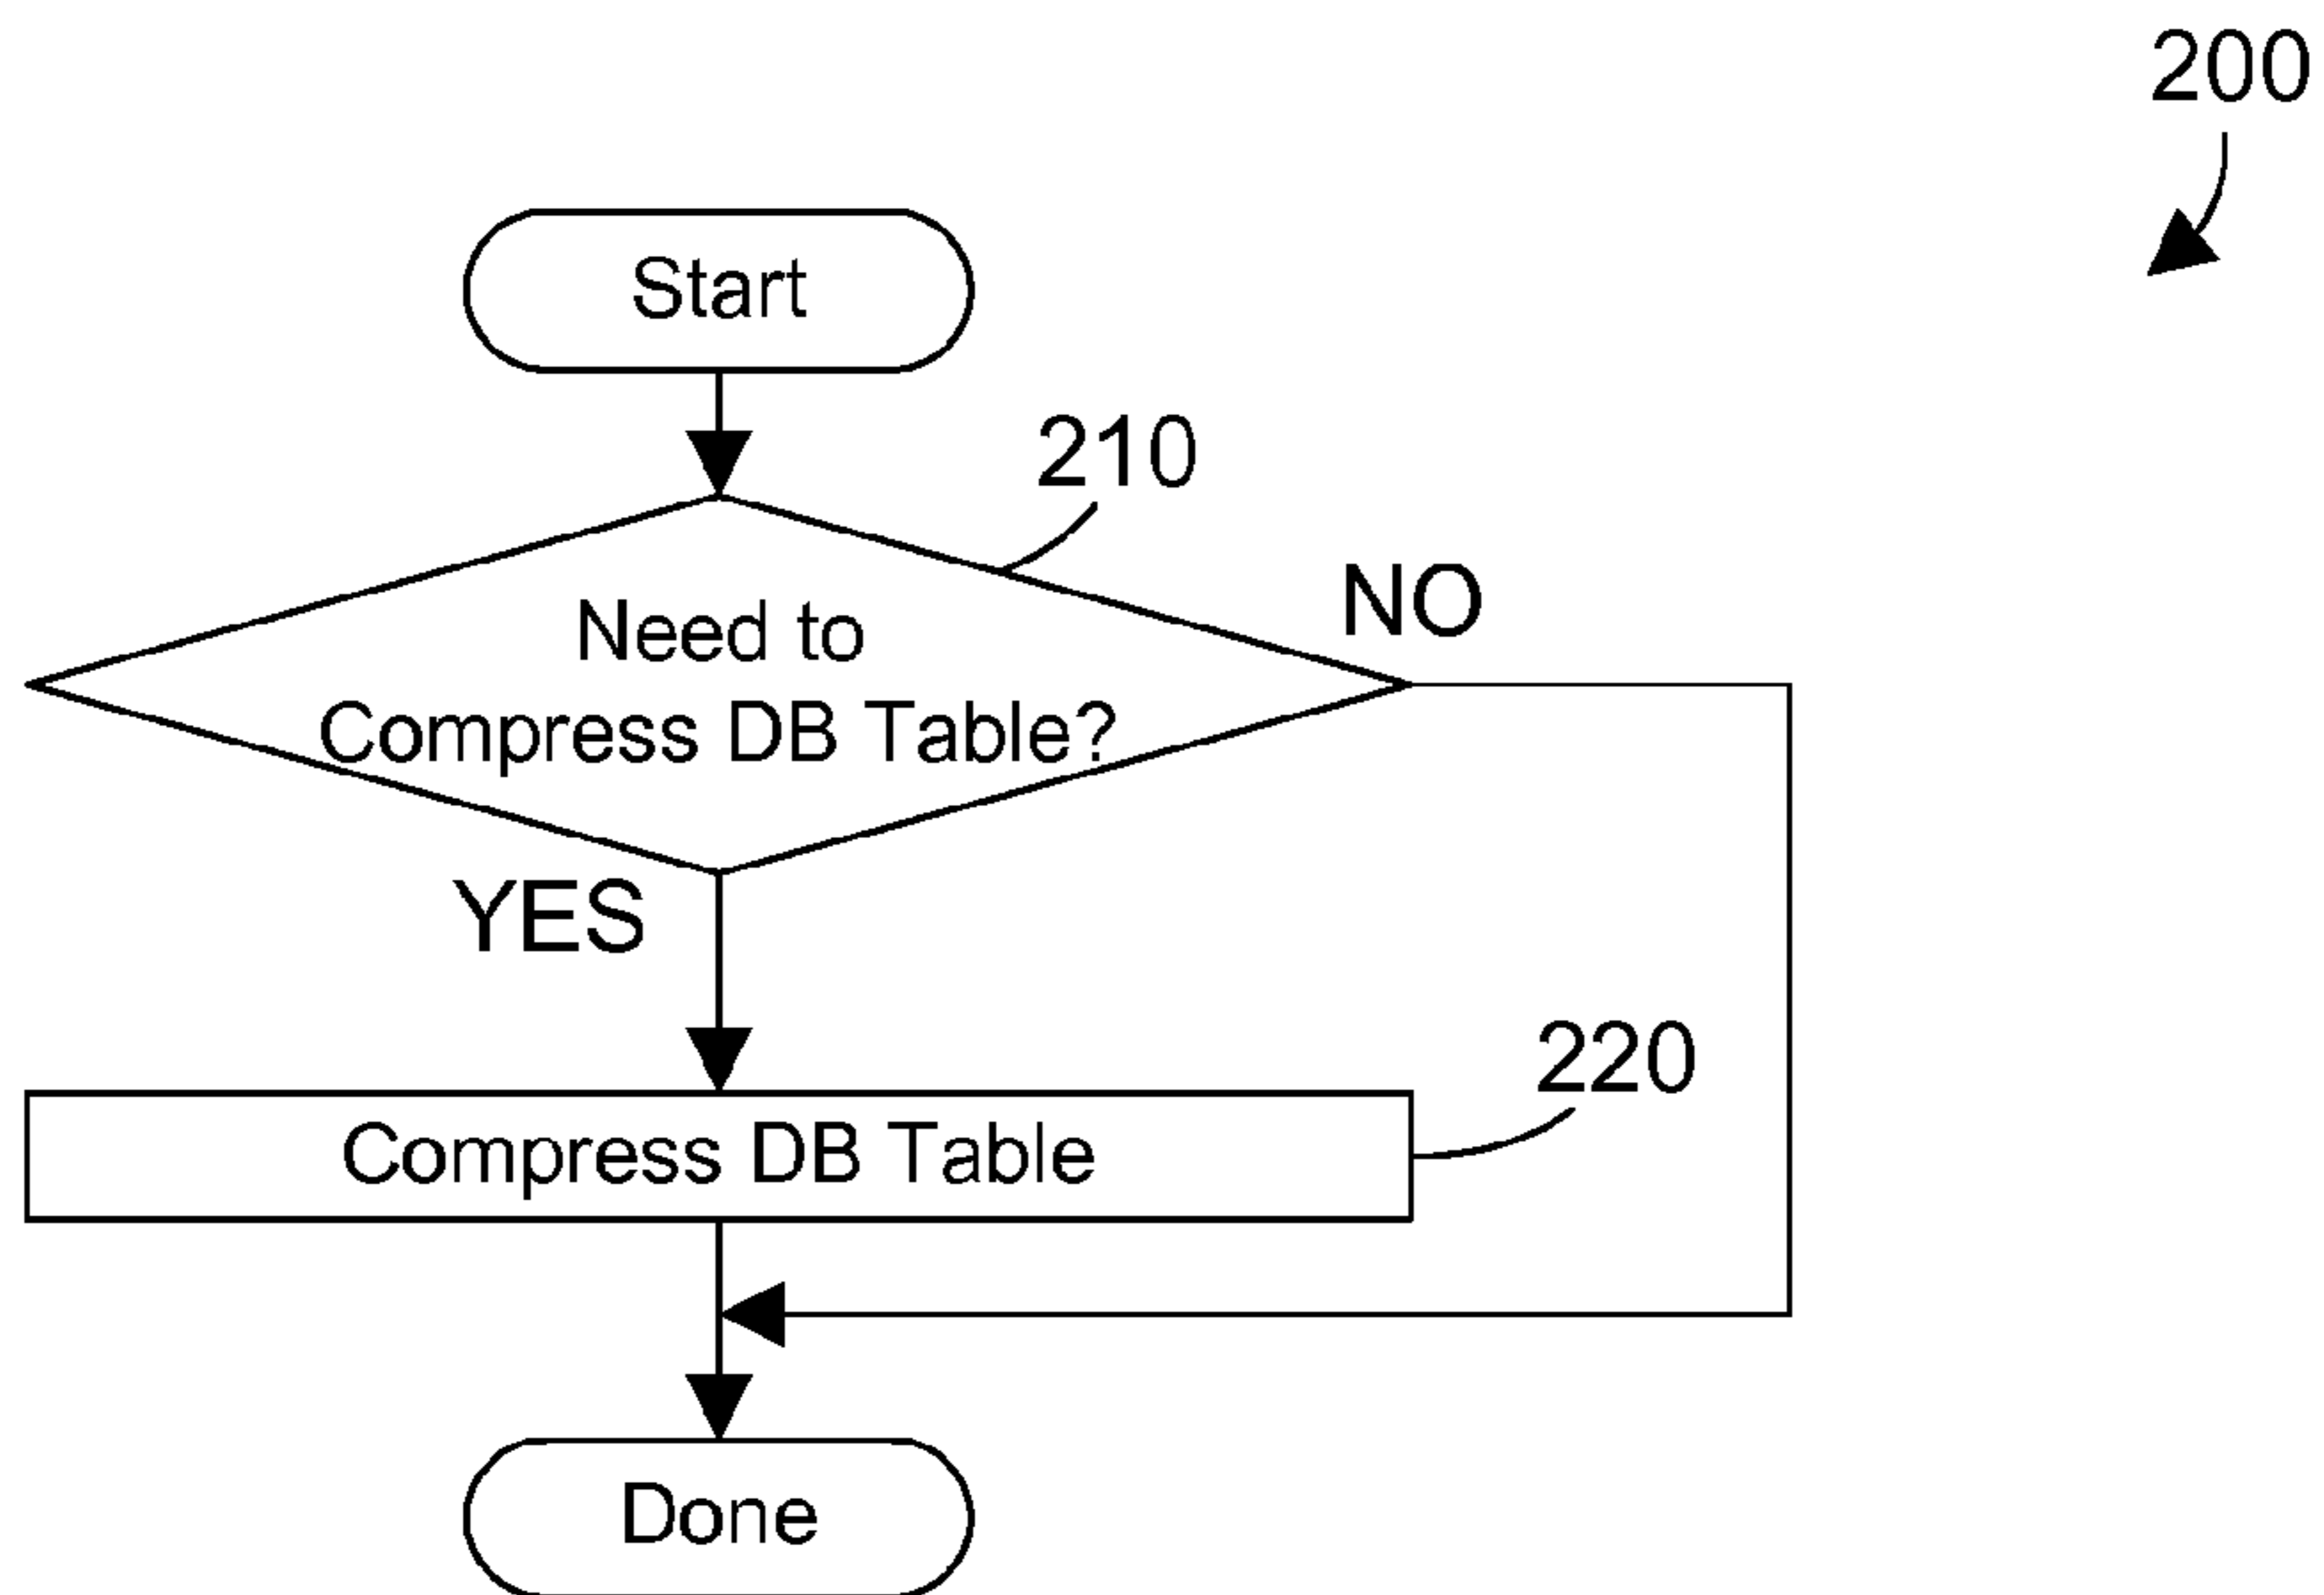 200
Start
210
Need to
NO
Compress DB Table?
YES
220
Compress DB Table
Done